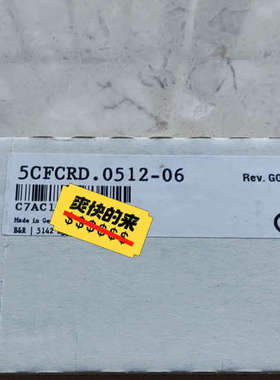 5CFCRD.0512-06
Rev. G0
C7AC1
Made in Ge
B&R | 5142
爽快的来
$$$$$$